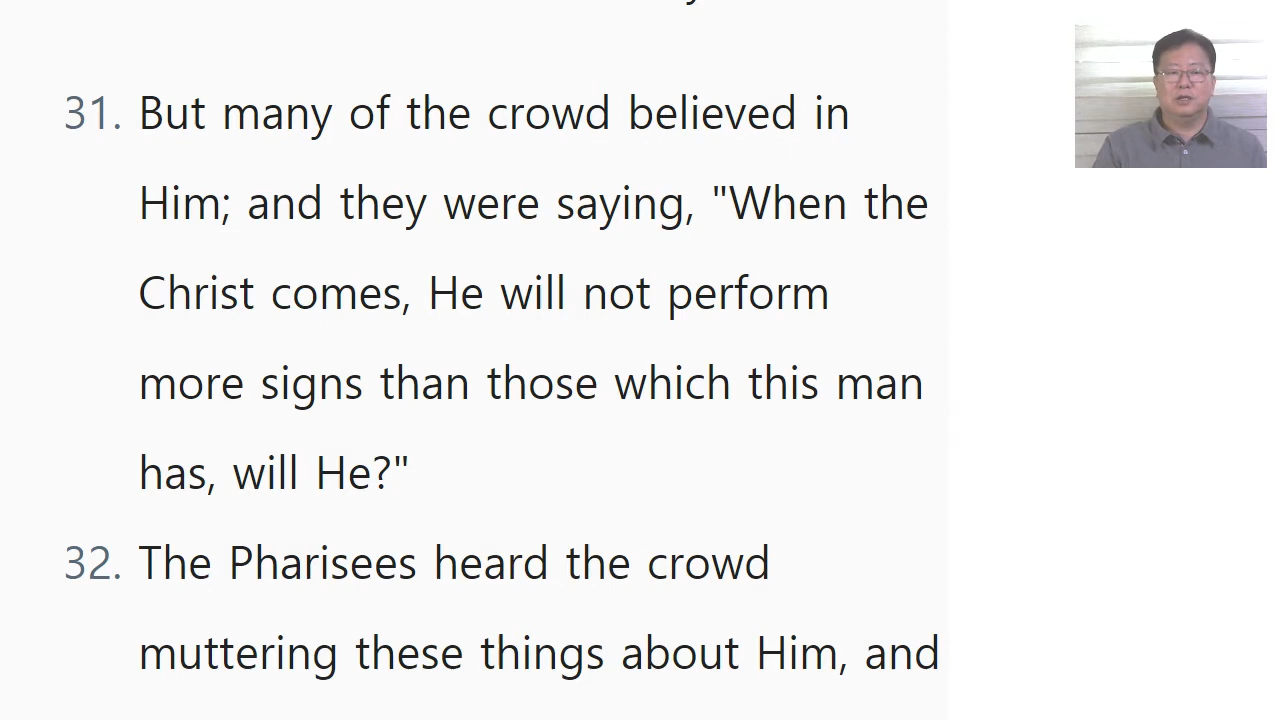 31. But many of the crowd believed in
Him; and they were saying, "When the
Christ comes, He will not perform
more signs than those which this man
has, will He?"
32. The Pharisees heard the crowd
muttering these things about Him, and